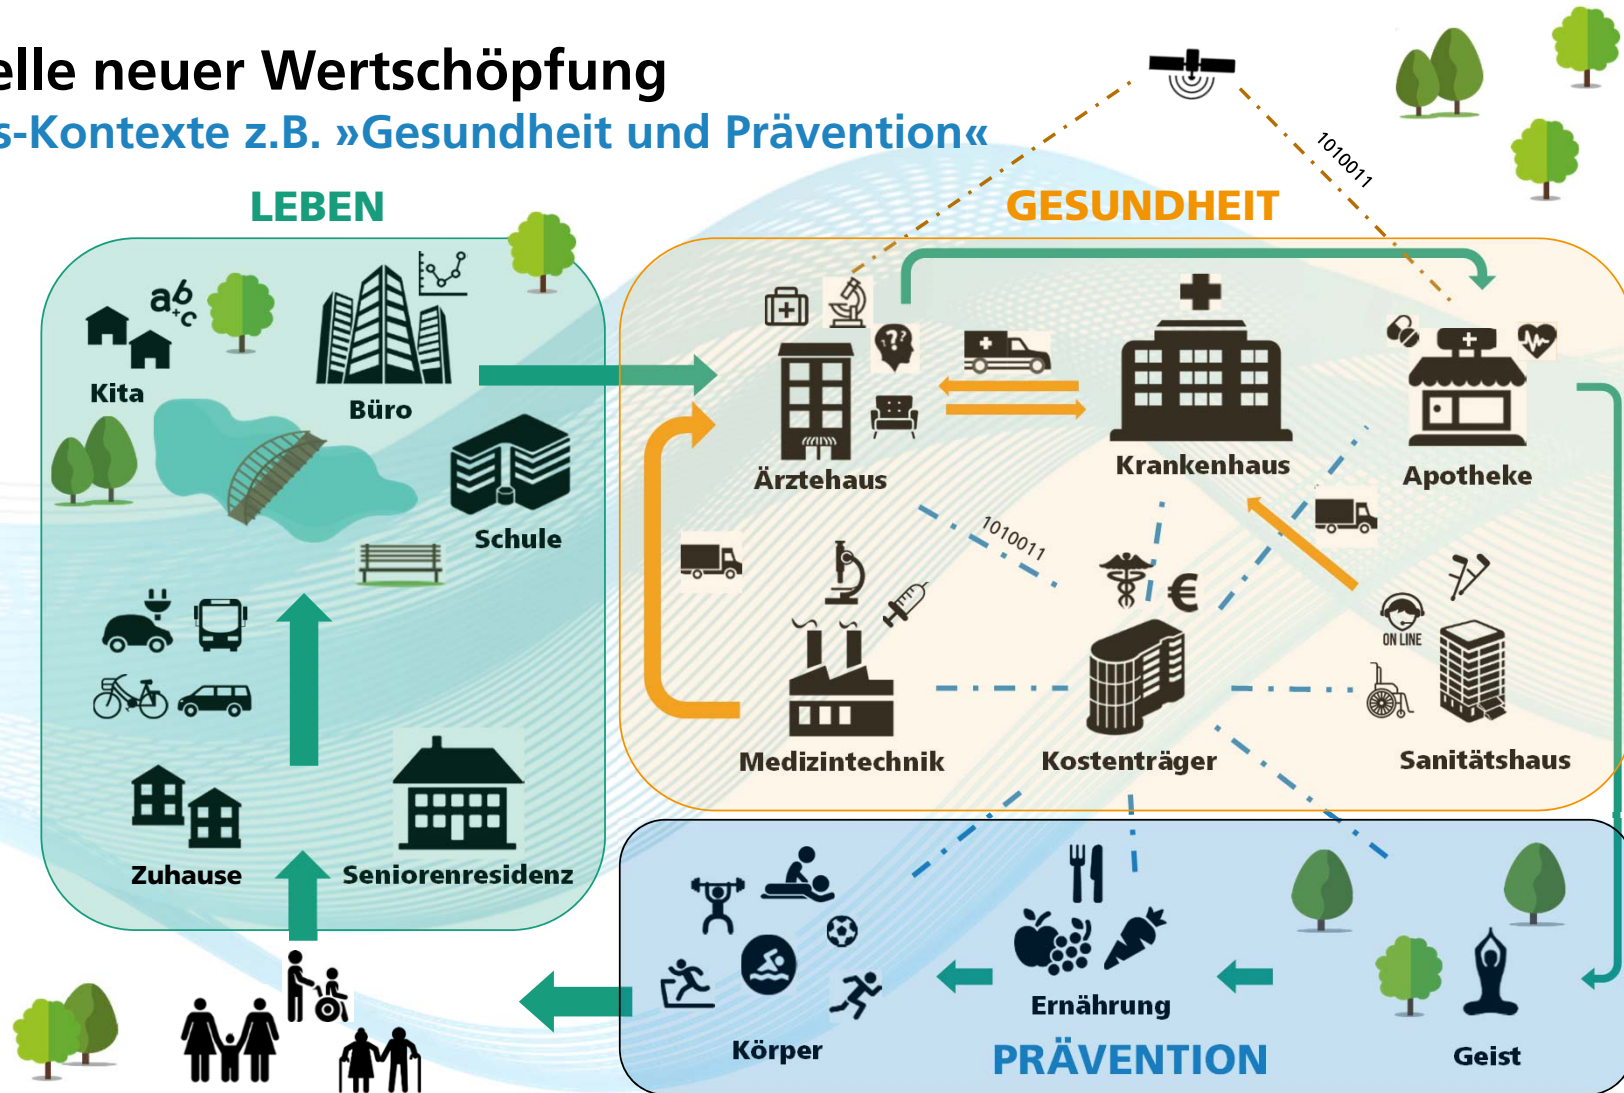 elle neuer Wertschöpfung
s-Kontexte z.B. »Gesundheit und Prävention«
1010011
LEBEN
GESUNDHEIT
ab+c
Kita
Büro
Schule
Ärztehaus
Krankenhaus
Apotheke
1010011
€
ON LINE
Medizintechnik
Kostenträger
Sanitätshaus
Zuhause
Seniorenresidenz
Körper
Ernährung
Geist
PRÄVENTION